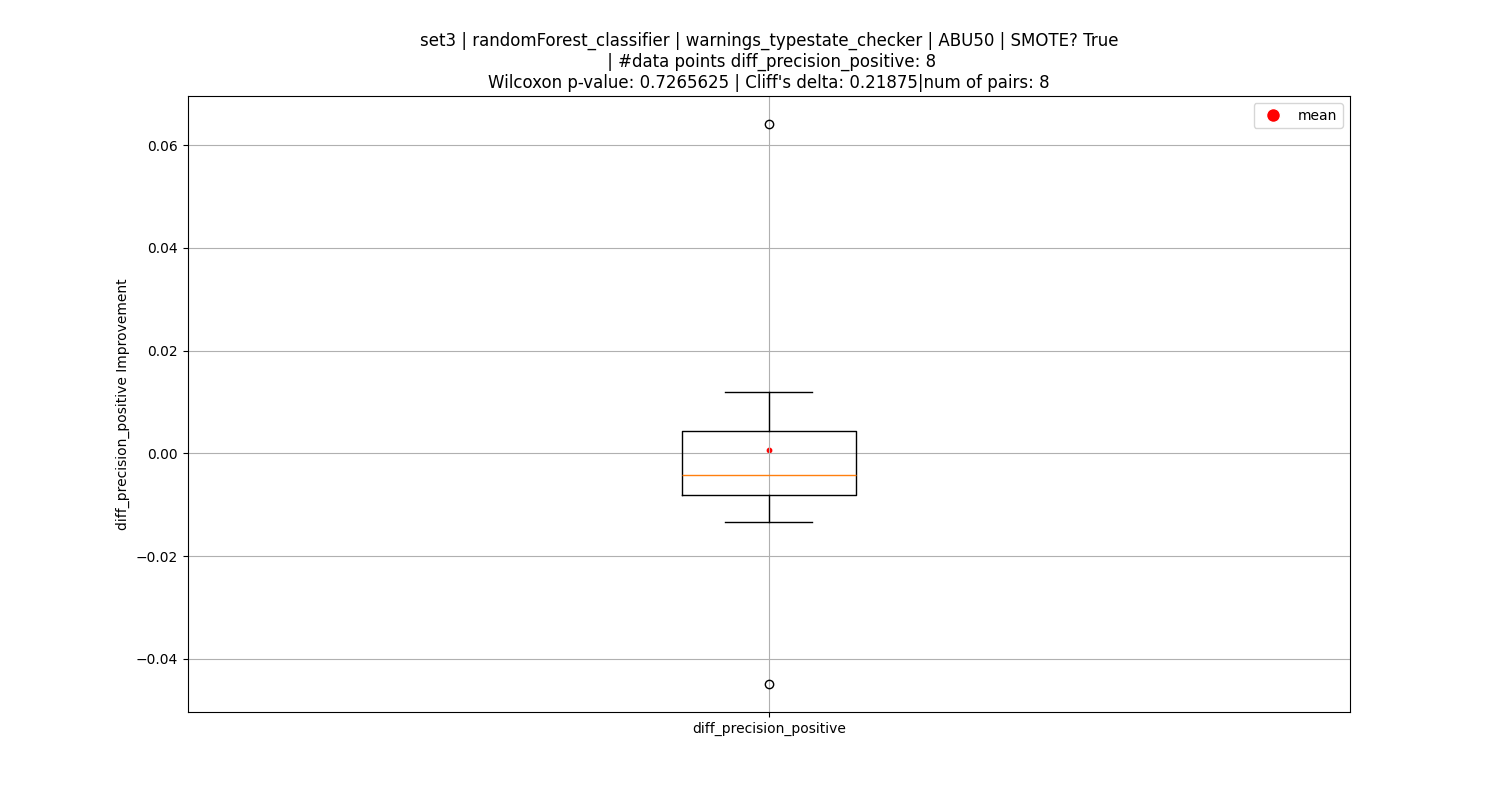 set3 | randomForest_classifier | warnings_typestate_checker | ABU50 | SMOTE? True
| #data points diff_precision_positive: 8
Wilcoxon p-value: 0.7265625 | Cliff's delta: 0.21875|num of pairs: 8
mean
0.06
0.04
0.02
0.00
−0.02
−0.04
diff_precision_positive Improvement
diff_precision_positive